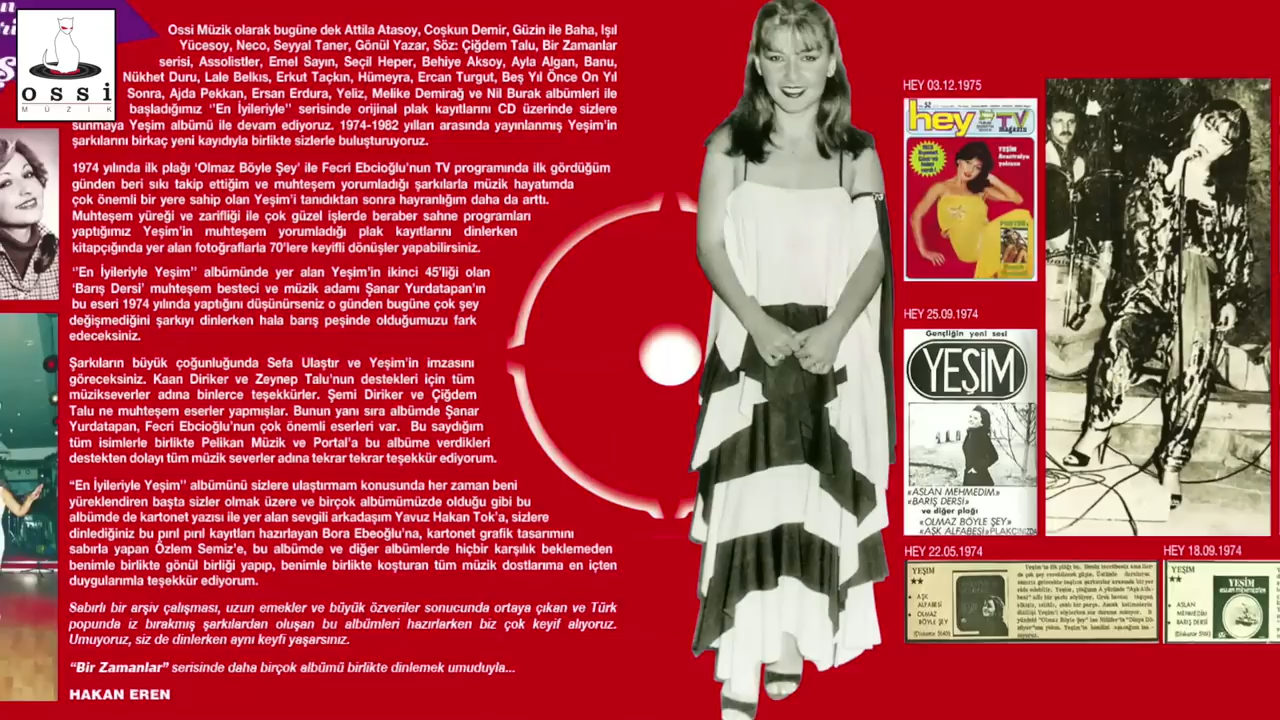 ossi
MÜZİK
Ossi Müzik olarak bugüne dek Attila Atasoy, Coşkun Demir, Güzin ile Baha, Işıl
Yücesoy, Neco, Seyyal Taner, Gönül Yazar, Söz: Çiğdem Talu, Bir Zamanlar
serisi, Assolistler, Emel Sayın, Seçil Heper, Behiye Aksoy, Ayla Algan, Banu,
Nükhet Duru, Lale Belkıs, Erkut Taçkın, Hümeyra, Ercan Turgut, Beş Yıl Önce On Yıl
Sonra, Ajda Pekkan, Ersan Erdura, Yeliz, Melike Demirağ ve Nil Burak albümleri ile
başladığımız ‘‘En İyileriyle’’ serisinde orijinal plak kayıtlarını CD üzerinde sizlere
sunmaya Yeşim albümü ile devam ediyoruz. 1974-1982 yılları arasında yayınlanmış Yeşim’in
şarkılarını birkaç yeni kayıdıyla birlikte sizlerle buluşturuyoruz.
1974 yılında ilk plağı ‘Olmaz Böyle Şey’ ile Fecri Ebcioğlu’nun TV programında ilk gördüğüm
günden beri sıkı takip ettiğim ve muhteşem yorumladığı şarkılarla müzik hayatımda
çok önemli bir yere sahip olan Yeşim’i tanıdıktan sonra hayranlığım daha da arttı.
Muhteşem yüreği ve zarifliği ile çok güzel işlerde beraber sahne programları
yaptığımız Yeşim’in muhteşem yorumladığı plak kayıtlarını dinlerken
kitapçığında yer alan fotoğraflarla 70’lere keyifli dönüşler yapabilirsiniz.
‘‘En İyileriyle Yeşim’’ albümünde yer alan Yeşim’in ikinci 45’liği olan
‘Barış Dersi’ muhteşem besteci ve müzik adamı Şanar Yurdatapan’ın
bu eseri 1974 yılında yaptığını düşünürseniz o günden bugüne çok şey
değişmediğini şarkıyı dinlerken hala barış peşinde olduğumuzu fark
edeceksiniz.
Şarkıların büyük çoğunluğunda Sefa Ulaştır ve Yeşim’in imzasını
göreceksiniz. Kaan Diriker ve Zeynep Talu’nun destekleri için tüm
müzikseverler adına binlerce teşekkürler. Şemi Diriker ve Çiğdem
Talu ne muhteşem eserler yapmışlar. Bunun yanı sıra albümde Şanar
Yurdatapan, Fecri Ebcioğlu’nun çok önemli eserleri var. Bu saydığım
tüm isimlerle birlikte Pelikan Müzik ve Portal’a bu albüme verdikleri
destekten dolayı tüm müzik severler adına tekrar tekrar teşekkür ediyorum.
“En İyileriyle Yeşim” albümünü sizlere ulaştırmam konusunda her zaman beni
yüreklendiren başta sizler olmak üzere ve birçok albümümüzde olduğu gibi bu
albümde de kartonet yazısı ile yer alan sevgili arkadaşım Yavuz Hakan Tok’a, sizlere
dinlediğiniz bu pırıl pırıl kayıtları hazırlayan Bora Ebeoğlu’na, kartonet grafik tasarımını
sabırla yapan Özlem Semiz’e, bu albümde ve diğer albümlerde hiçbir karşılık beklemeden
benimle birlikte gönül birliği yapıp, benimle birlikte koşturan tüm müzik dostlarıma en içten
duygularımla teşekkür ediyorum.
Sabırlı bir arşiv çalışması, uzun emekler ve büyük özveriler sonucunda ortaya çıkan ve Türk
popunda iz bırakmış şarkılardan oluşan bu albümleri hazırlarken biz çok keyif alıyoruz.
Umuyoruz, siz de dinlerken aynı keyfi yaşarsınız.
“Bir Zamanlar” serisinde daha birçok albümü birlikte dinlemek umuduyla...
HAKAN EREN
HEY 03.12.1975
hey
TV
magazin
YEŞİM
HEY 25.09.1974
Gençliğin yeni sesi
YEŞİM
«ASLAN MEHMEDİM»
«BARIŞ DERSİ»
ve diğer plağı
«OLMAZ BÖYLE ŞEY»
«AŞK ALFABESİ»
HEY 22.05.1974
YEŞİM
AŞK
ALFABESİ
OLMAZ
BÖYLE ŞEY
HEY 18.09.1974
YEŞİM
ASLAN
MEHMEDİM
BARIŞ DERSİ
YEŞİM